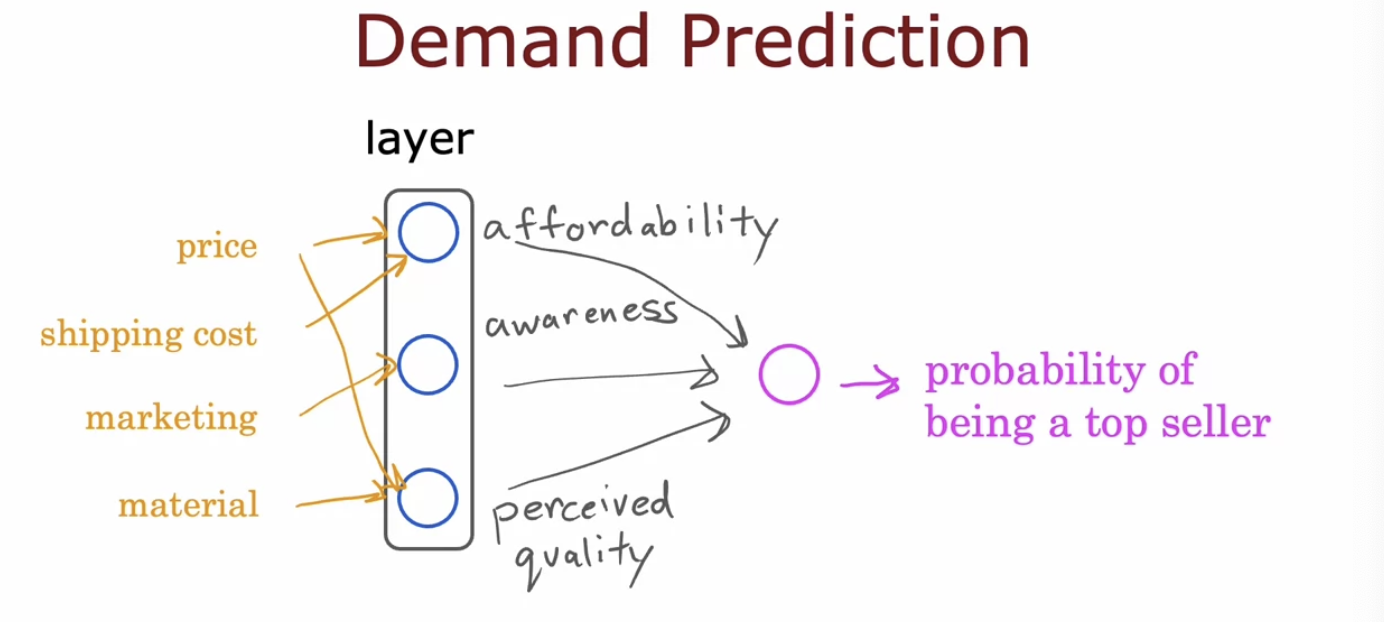 Demand Prediction
layer
price
shipping cost
marketing
material
affordability
awareness
perceived
quality
probability of
being a top seller